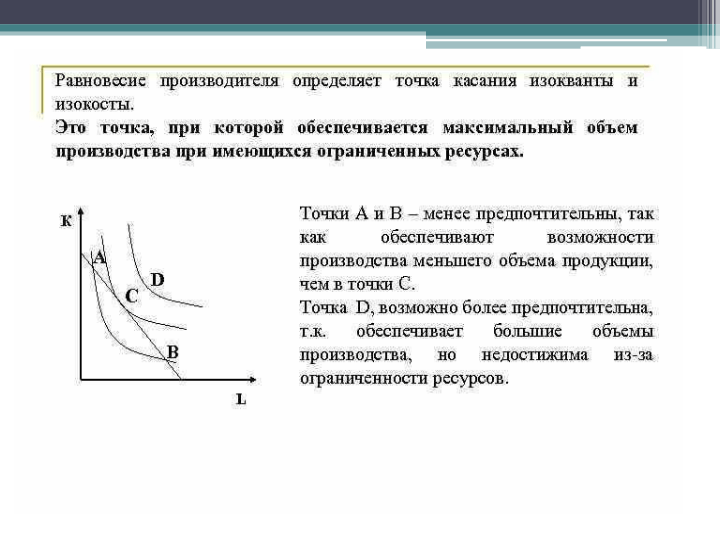 Равновесие производителя определяет точка касания изокванты и
изокосты.
Это точка, при которой обеспечивается максимальный объем
производства при имеющихся ограниченных ресурсах.
К
A
D
C
B
L
Точки А и В – менее предпочтительны, так
как обеспечивают возможности
производства меньшего объема продукции,
чем в точки С.
Точка D, возможно более предпочтительна,
т.к. обеспечивает большие объемы
производства, но недостижима из-за
ограниченности ресурсов.